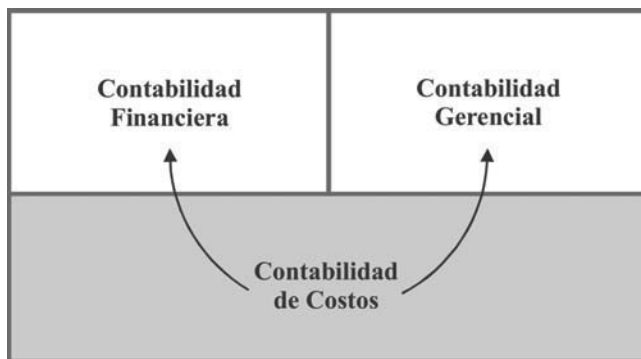 Contabilidad
Financiera
Contabilidad
Gerencial
Contabilidad
de Costos